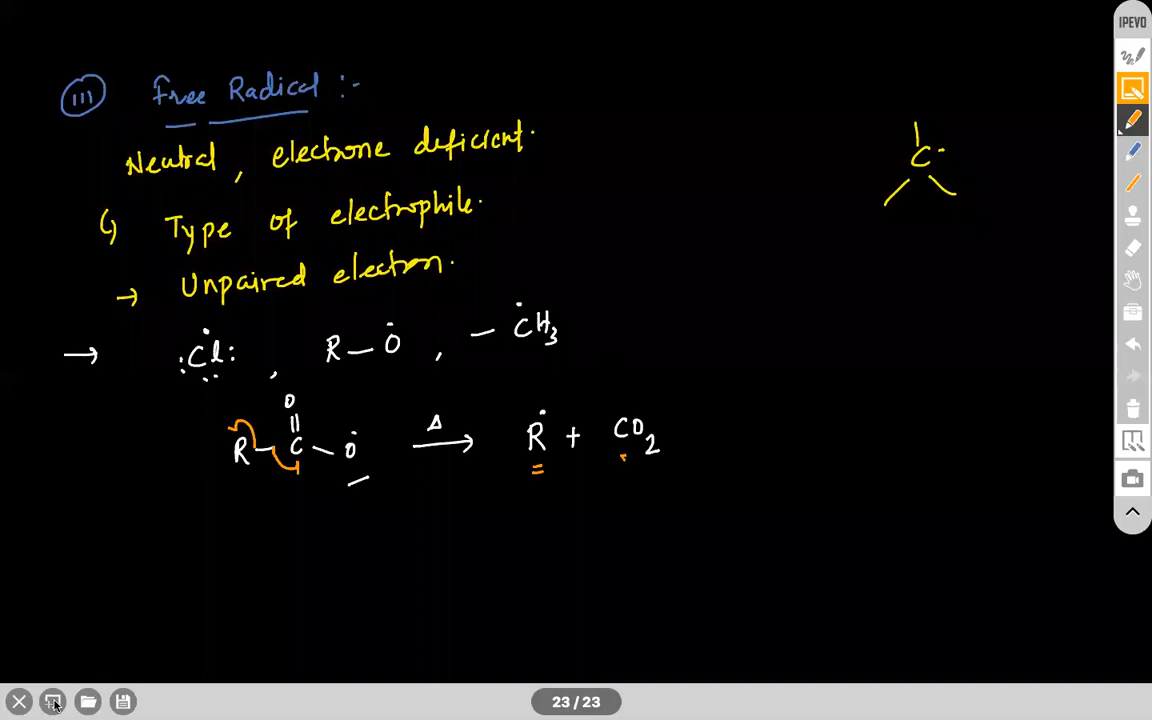 IPEVO
(III) Free Radical :-
Neutral, electrone deficient.
↳ Type of electrophile.
→ Unpaired electron.
C
→ :Cl:, R—O, —CH3
O
R—C—O Δ→ R + CO2
23 / 23